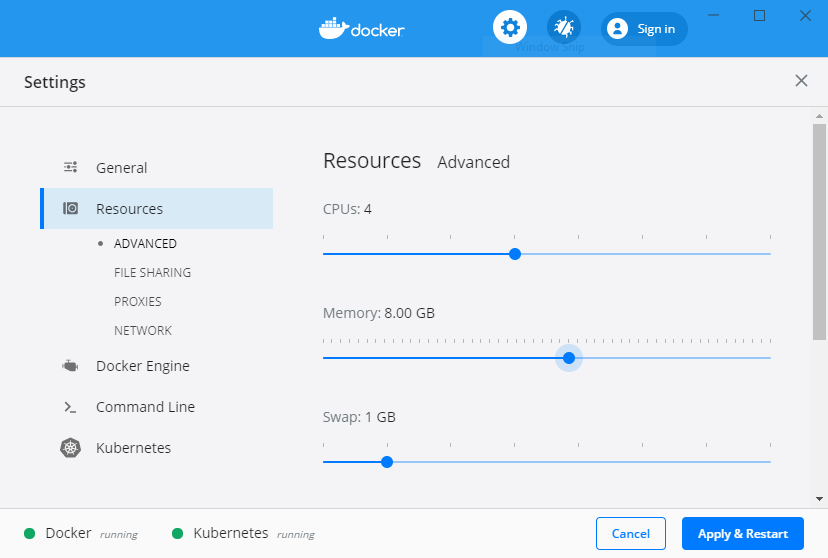 docker
Sign in
Window Snip
Settings
General
Resources
ADVANCED
FILE SHARING
PROXIES
NETWORK
Docker Engine
Command Line
Kubernetes
Resources Advanced
CPUs: 4
Memory: 8.00 GB
Swap: 1 GB
Docker running
Kubernetes running
Cancel
Apply & Restart